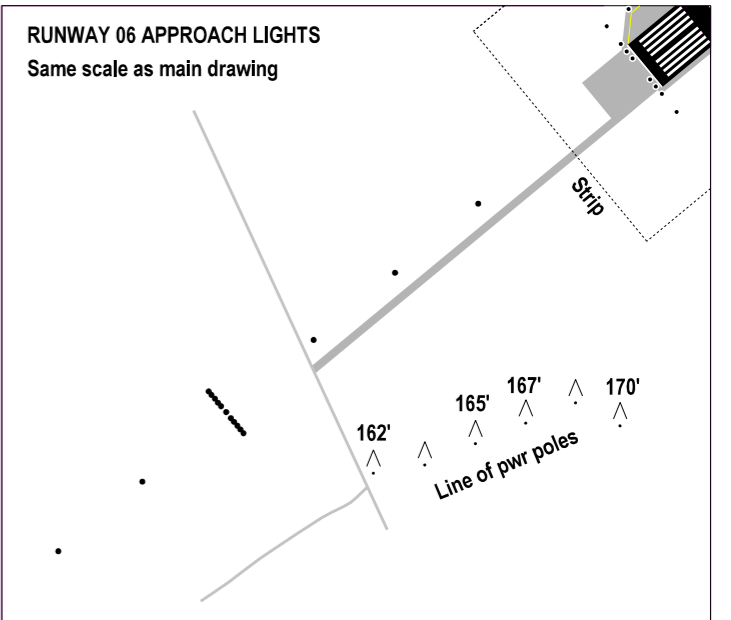 RUNWAY 06 APPROACH LIGHTS
Same scale as main drawing
Strip
162'
165'
167'
170'
Line of pwr poles